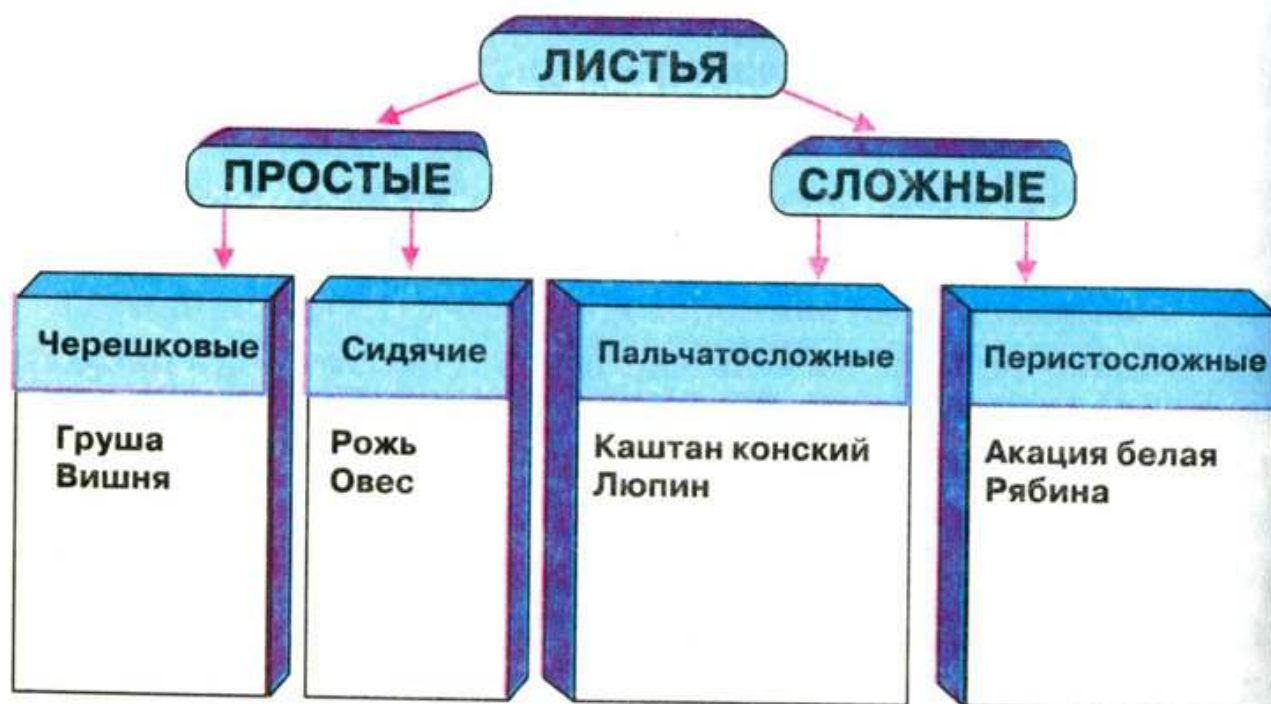 ЛИСТЬЯ
ПРОСТЫЕ
СЛОЖНЫЕ
Черешковые
Груша
Вишня
Сидячие
Рожь
Овес
Пальчатосложные
Каштан конский
Люпин
Перистосложные
Акация белая
Рябина